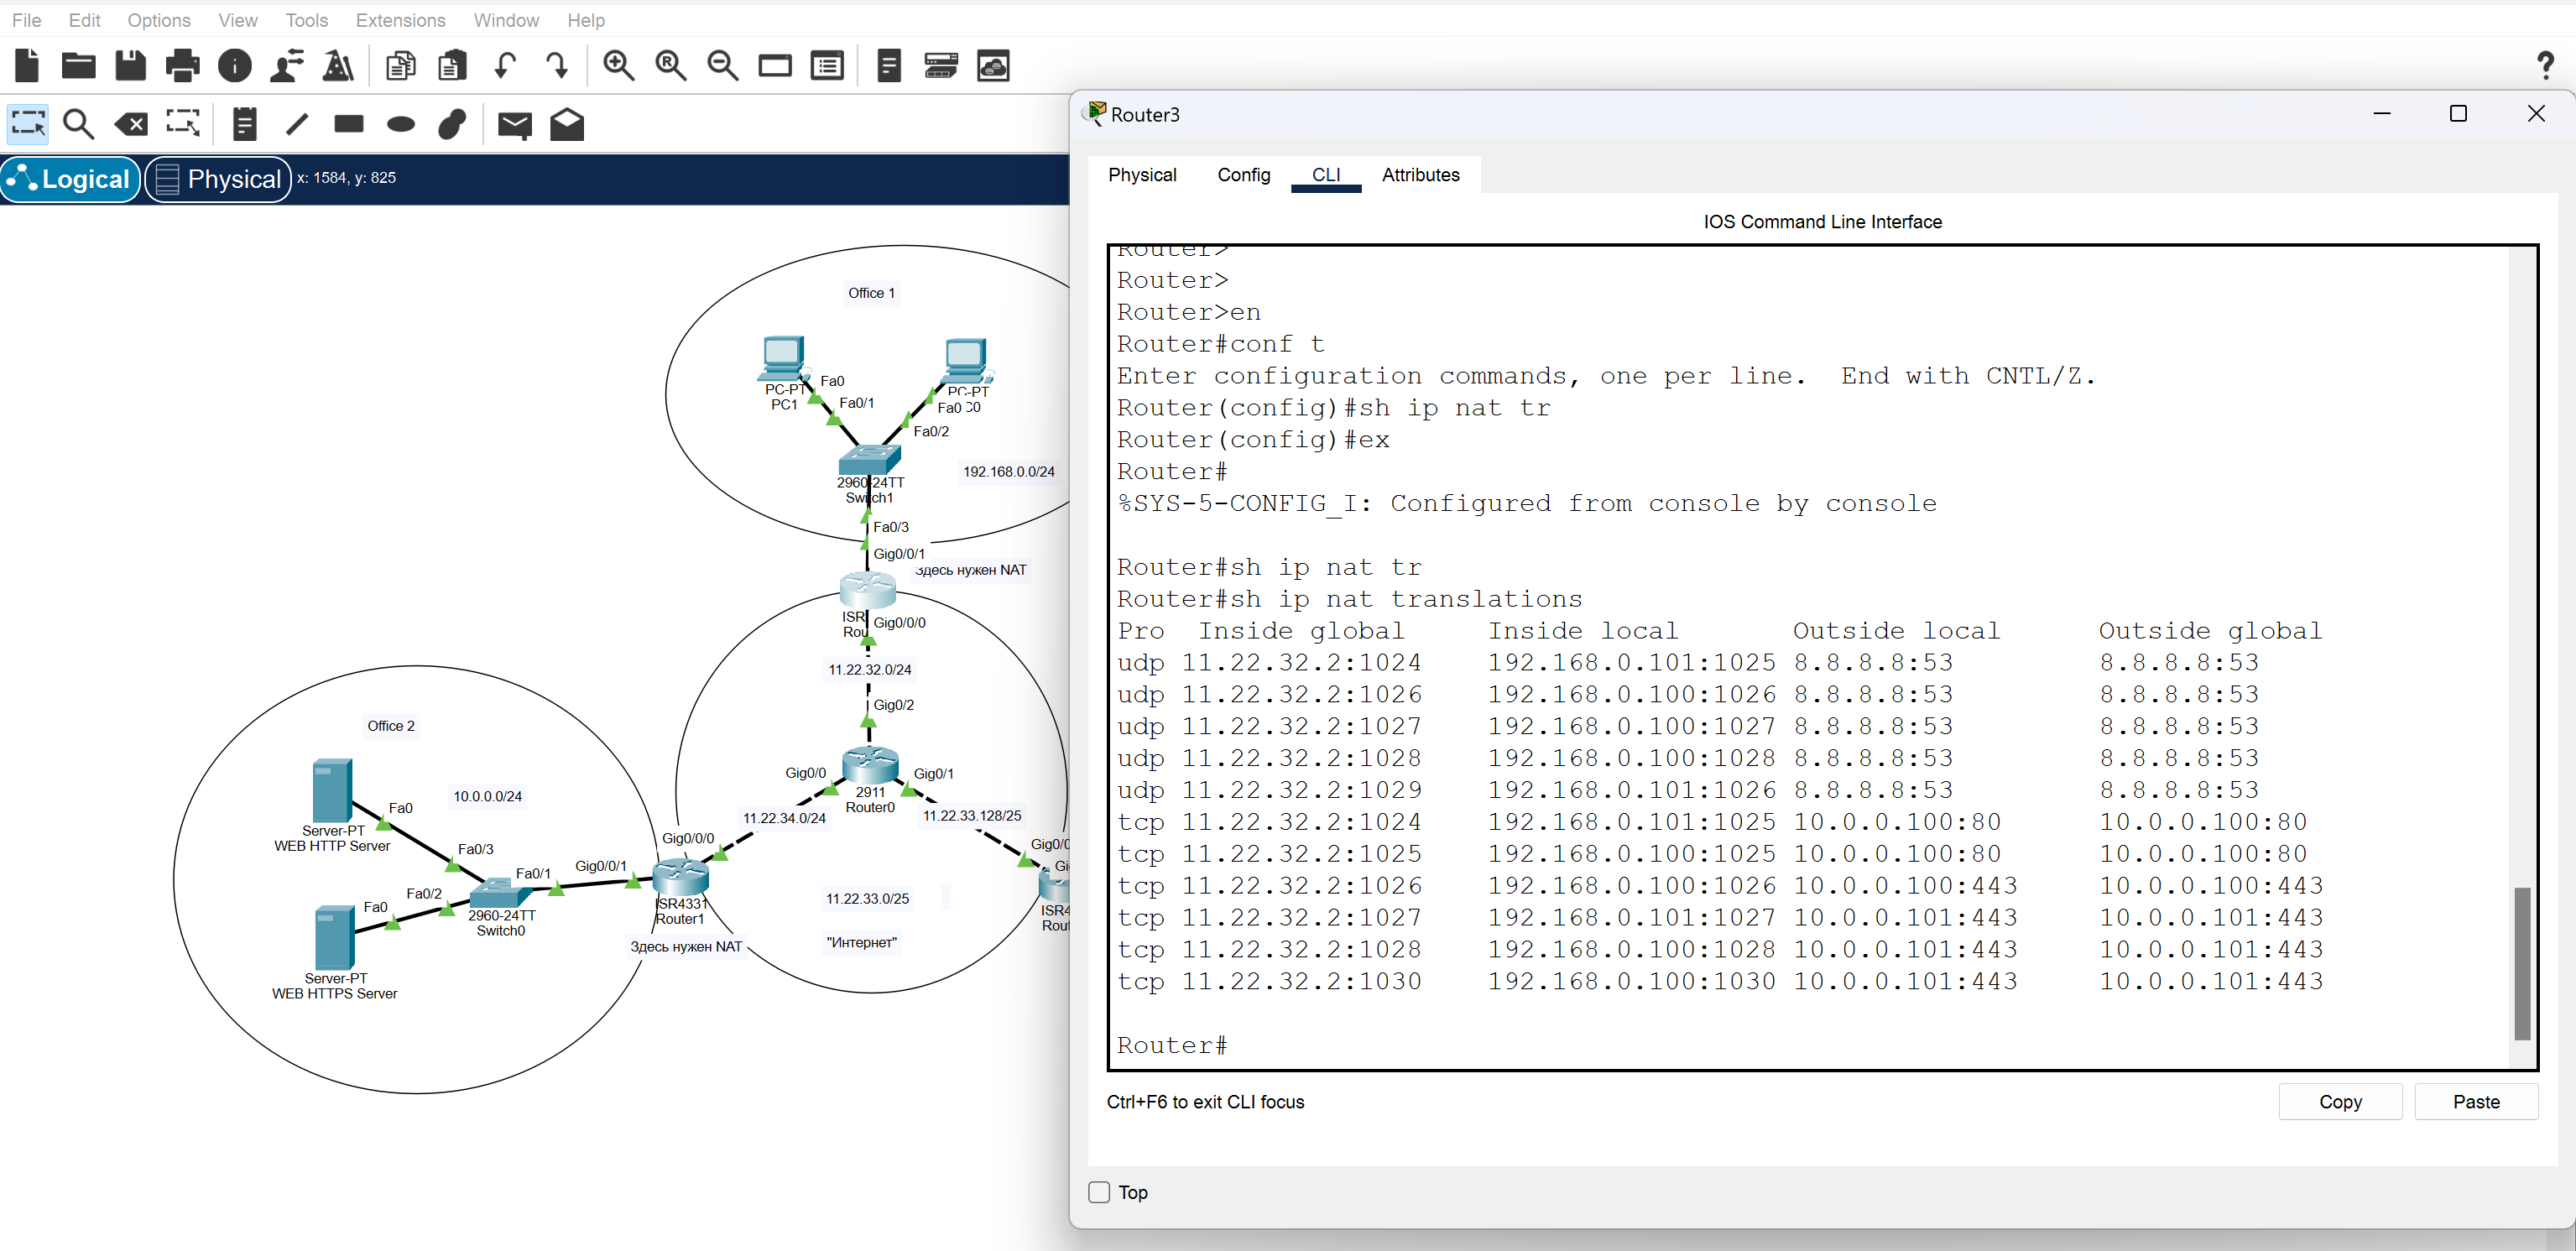 File Edit Options View Tools Extensions Window Help
Logical Physical x: 1584, y: 825
Office 1
PC-PT
PC1
Fa0
Fa0/1
PC-PT
Fa0
Fa0/2
2960-24TT
Switch1
192.168.0.0/24
Fa0/3
Gig0/0/1
Здесь нужен NAT
ISR
Rou
Gig0/0/0
11.22.32.0/24
Gig0/2
Gig0/0
Gig0/1
2911
Router0
11.22.34.0/24
11.22.33.128/25
Gig0/0/0
Gig0/0/1
ISR4331
Router1
Здесь нужен NAT
11.22.33.0/25
"Интернет"
ISR4
Rout
Office 2
10.0.0.0/24
Server-PT
WEB HTTP Server
Fa0
Fa0/3
Fa0/1
Fa0/2
Fa0
2960-24TT
Switch0
Server-PT
WEB HTTPS Server
Router3
Physical Config CLI Attributes
IOS Command Line Interface
Router>
Router>
Router>en
Router#conf t
Enter configuration commands, one per line.  End with CNTL/Z.
Router(config)#sh ip nat tr
Router(config)#ex
Router#
%SYS-5-CONFIG_I: Configured from console by console
Router#sh ip nat tr
Router#sh ip nat translations
Pro  Inside global     Inside local       Outside local      Outside global
udp 11.22.32.2:1024    192.168.0.101:1025 8.8.8.8:53         8.8.8.8:53
udp 11.22.32.2:1026    192.168.0.100:1026 8.8.8.8:53         8.8.8.8:53
udp 11.22.32.2:1027    192.168.0.100:1027 8.8.8.8:53         8.8.8.8:53
udp 11.22.32.2:1028    192.168.0.100:1028 8.8.8.8:53         8.8.8.8:53
udp 11.22.32.2:1029    192.168.0.101:1026 8.8.8.8:53         8.8.8.8:53
tcp 11.22.32.2:1024    192.168.0.101:1025 10.0.0.100:80      10.0.0.100:80
tcp 11.22.32.2:1025    192.168.0.100:1025 10.0.0.100:80      10.0.0.100:80
tcp 11.22.32.2:1026    192.168.0.100:1026 10.0.0.100:443     10.0.0.100:443
tcp 11.22.32.2:1027    192.168.0.101:1027 10.0.0.101:443     10.0.0.101:443
tcp 11.22.32.2:1028    192.168.0.100:1028 10.0.0.101:443     10.0.0.101:443
tcp 11.22.32.2:1030    192.168.0.100:1030 10.0.0.101:443     10.0.0.101:443
Router#
Ctrl+F6 to exit CLI focus
Copy Paste
Top